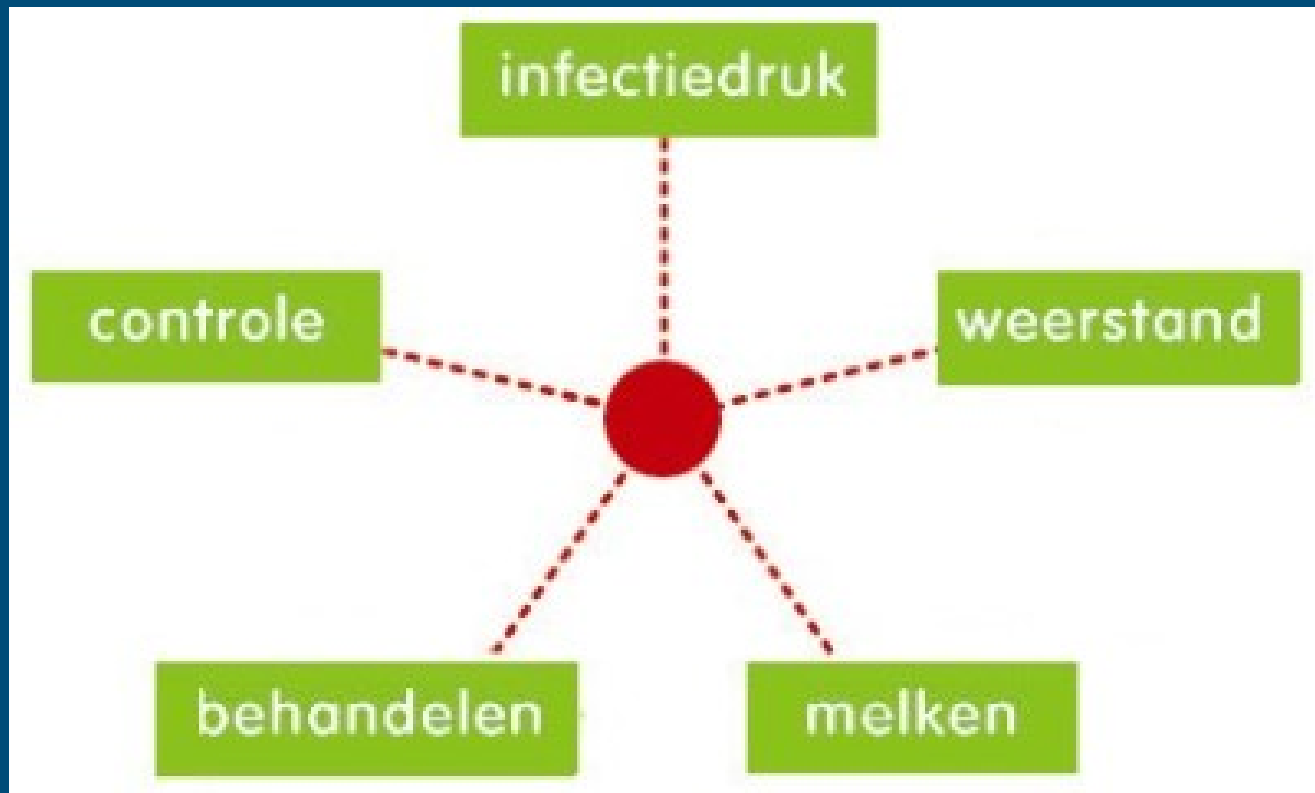 infectiedruk
controle
weerstand
behandelen
melken